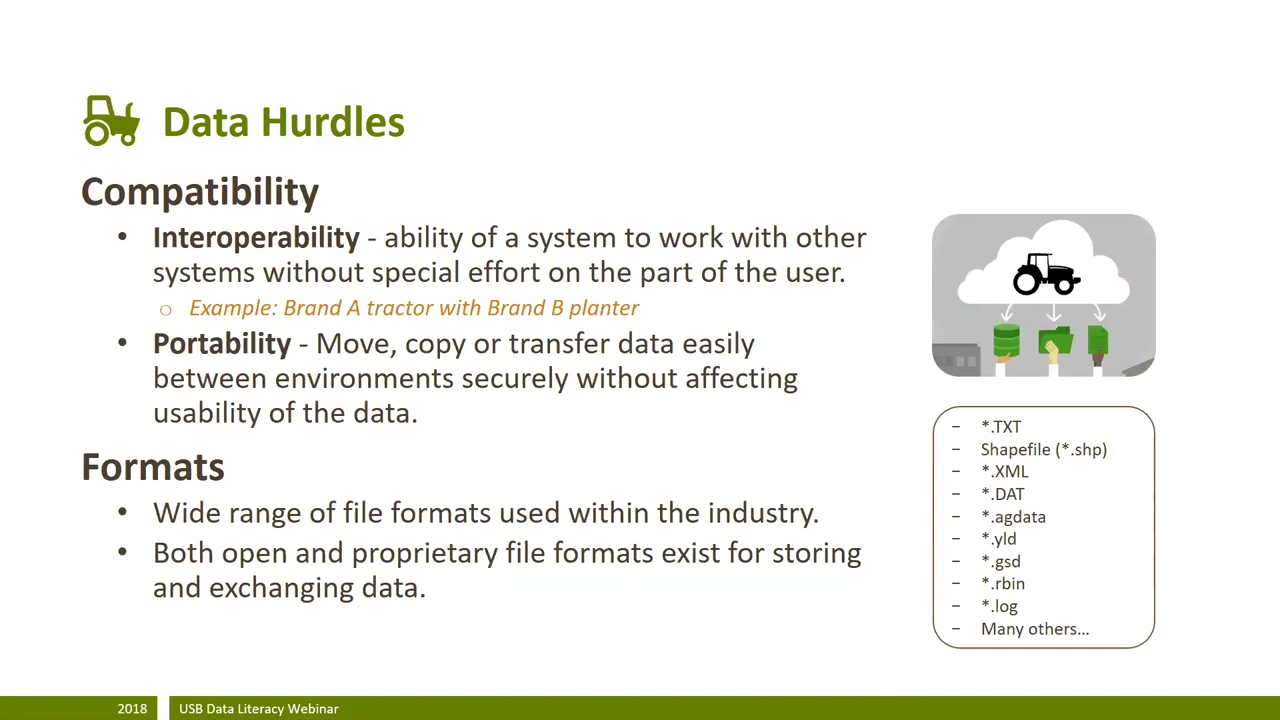 Data Hurdles
Compatibility
• Interoperability - ability of a system to work with other
systems without special effort on the part of the user.
o Example: Brand A tractor with Brand B planter
• Portability - Move, copy or transfer data easily
between environments securely without affecting
usability of the data.
Formats
• Wide range of file formats used within the industry.
• Both open and proprietary file formats exist for storing
and exchanging data.
- *.TXT
- Shapefile (*.shp)
- *.XML
- *.DAT
- *.agdata
- *.yld
- *.gsd
- *.rbin
- *.log
- Many others…
2018
USB Data Literacy Webinar